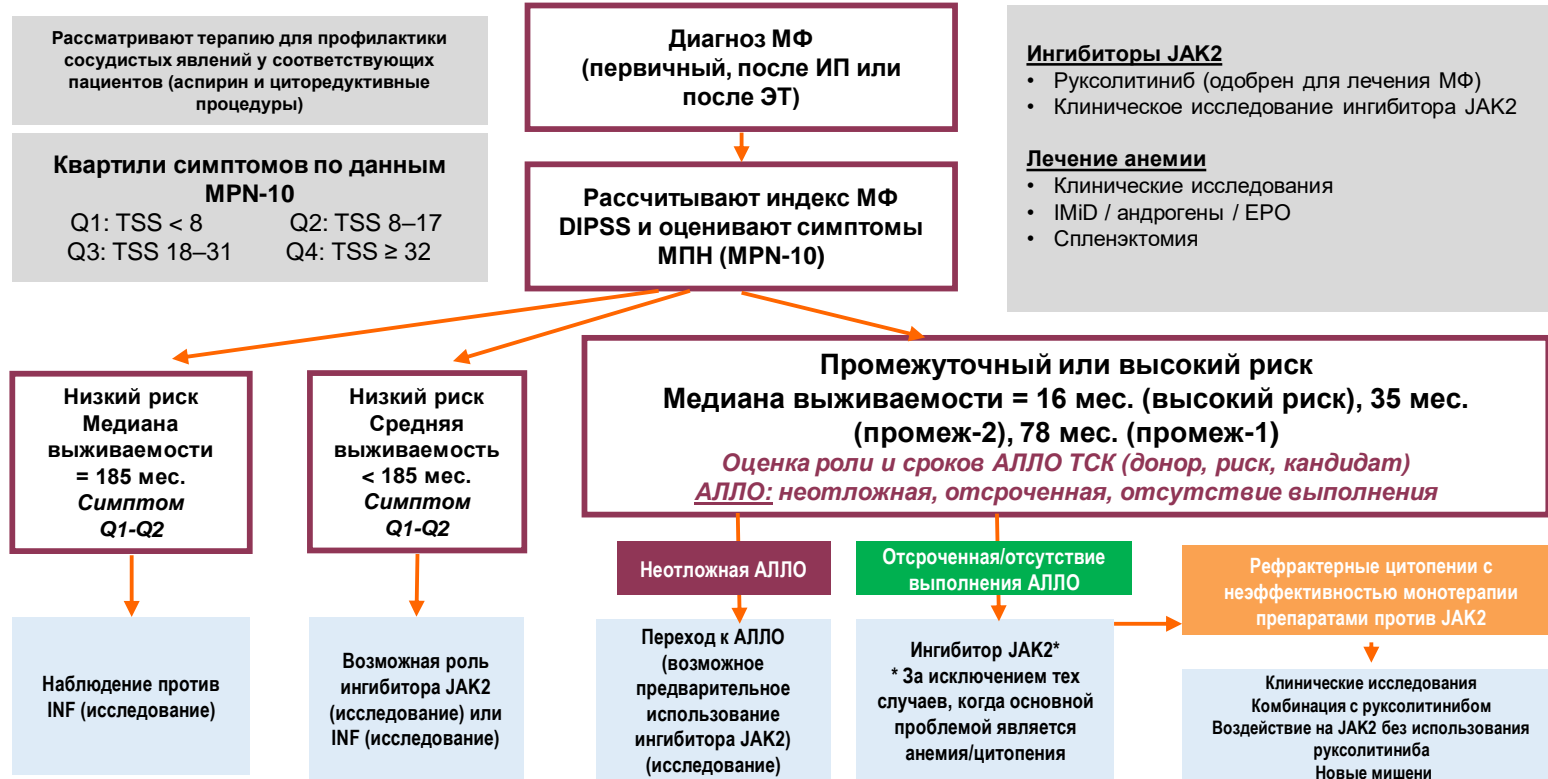 Рассматривают терапию для профилактики
сосудистых явлений у соответствующих
пациентов (аспирин и циторедуктивные
процедуры)
Диагноз МФ
(первичный, после ИП или
после ЭТ)
Ингибиторы JAK2
• Руксолитиниб (одобрен для лечения МФ)
• Клиническое исследование ингибитора JAK2
Лечение анемии
• Клинические исследования
• IMiD / андрогены / EPO
• Спленэктомия
Квартили симптомов по данным
MPN-10
Q1: TSS < 8 Q2: TSS 8–17
Q3: TSS 18–31 Q4: TSS ≥ 32
Рассчитывают индекс МФ
DIPSS и оценивают симптомы
МПН (MPN-10)
Низкий риск
Медиана
выживаемости
= 185 мес.
Симптом
Q1-Q2
Низкий риск
Средняя
выживаемость
< 185 мес.
Симптом
Q1-Q2
Промежуточный или высокий риск
Медиана выживаемости = 16 мес. (высокий риск), 35 мес.
(промеж-2), 78 мес. (промеж-1)
Оценка роли и сроков АЛЛО ТСК (донор, риск, кандидат)
АЛЛО: неотложная, отсроченная, отсутствие выполнения
Неотложная АЛЛО
Отсроченная/отсутствие
выполнения АЛЛО
Рефрактерные цитопении с
неэффективностью монотерапии
препаратами против JAK2
Наблюдение против
INF (исследование)
Возможная роль
ингибитора JAK2
(исследование) или
INF (исследование)
Переход к АЛЛО
(возможное
предварительное
использование
ингибитора JAK2)
(исследование)
Ингибитор JAK2*
* За исключением тех
случаев, когда основной
проблемой является
анемия/цитопения
Клинические исследования
Комбинация с руксолитинибом
Воздействие на JAK2 без использования
руксолитиниба
Новые мишени